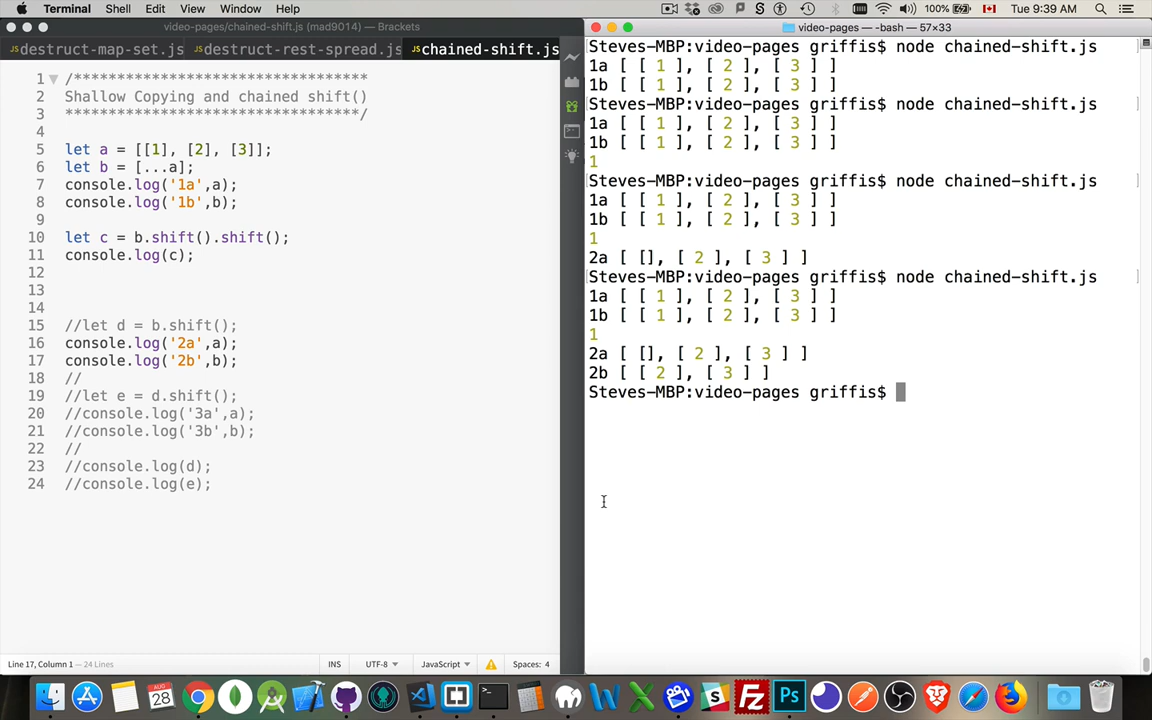 Terminal Shell Edit View Window Help 100% Tue 9:39 AM
video-pages/chained-shift.js (mad9014) — Brackets
JS destruct-map-set.js JS destruct-rest-spread.js JS chained-shift.js
1 /**********************************
2 Shallow Copying and chained shift()
3 **********************************/
4
5 let a = [[1], [2], [3]];
6 let b = [...a];
7 console.log('1a',a);
8 console.log('1b',b);
9
10 let c = b.shift().shift();
11 console.log(c);
12
13
14
15 //let d = b.shift();
16 console.log('2a',a);
17 console.log('2b',b);
18 //
19 //let e = d.shift();
20 //console.log('3a',a);
21 //console.log('3b',b);
22 //
23 //console.log(d);
24 //console.log(e);
Line 17, Column 1 — 24 Lines INS UTF-8 JavaScript Spaces: 4
video-pages — -bash — 57×33
Steves-MBP:video-pages griffis$ node chained-shift.js
1a [ [ 1 ], [ 2 ], [ 3 ] ]
1b [ [ 1 ], [ 2 ], [ 3 ] ]
Steves-MBP:video-pages griffis$ node chained-shift.js
1a [ [ 1 ], [ 2 ], [ 3 ] ]
1b [ [ 1 ], [ 2 ], [ 3 ] ]
1
Steves-MBP:video-pages griffis$ node chained-shift.js
1a [ [ 1 ], [ 2 ], [ 3 ] ]
1b [ [ 1 ], [ 2 ], [ 3 ] ]
1
2a [ [], [ 2 ], [ 3 ] ]
Steves-MBP:video-pages griffis$ node chained-shift.js
1a [ [ 1 ], [ 2 ], [ 3 ] ]
1b [ [ 1 ], [ 2 ], [ 3 ] ]
1
2a [ [], [ 2 ], [ 3 ] ]
2b [ [ 2 ], [ 3 ] ]
Steves-MBP:video-pages griffis$
AUG 28 Ps